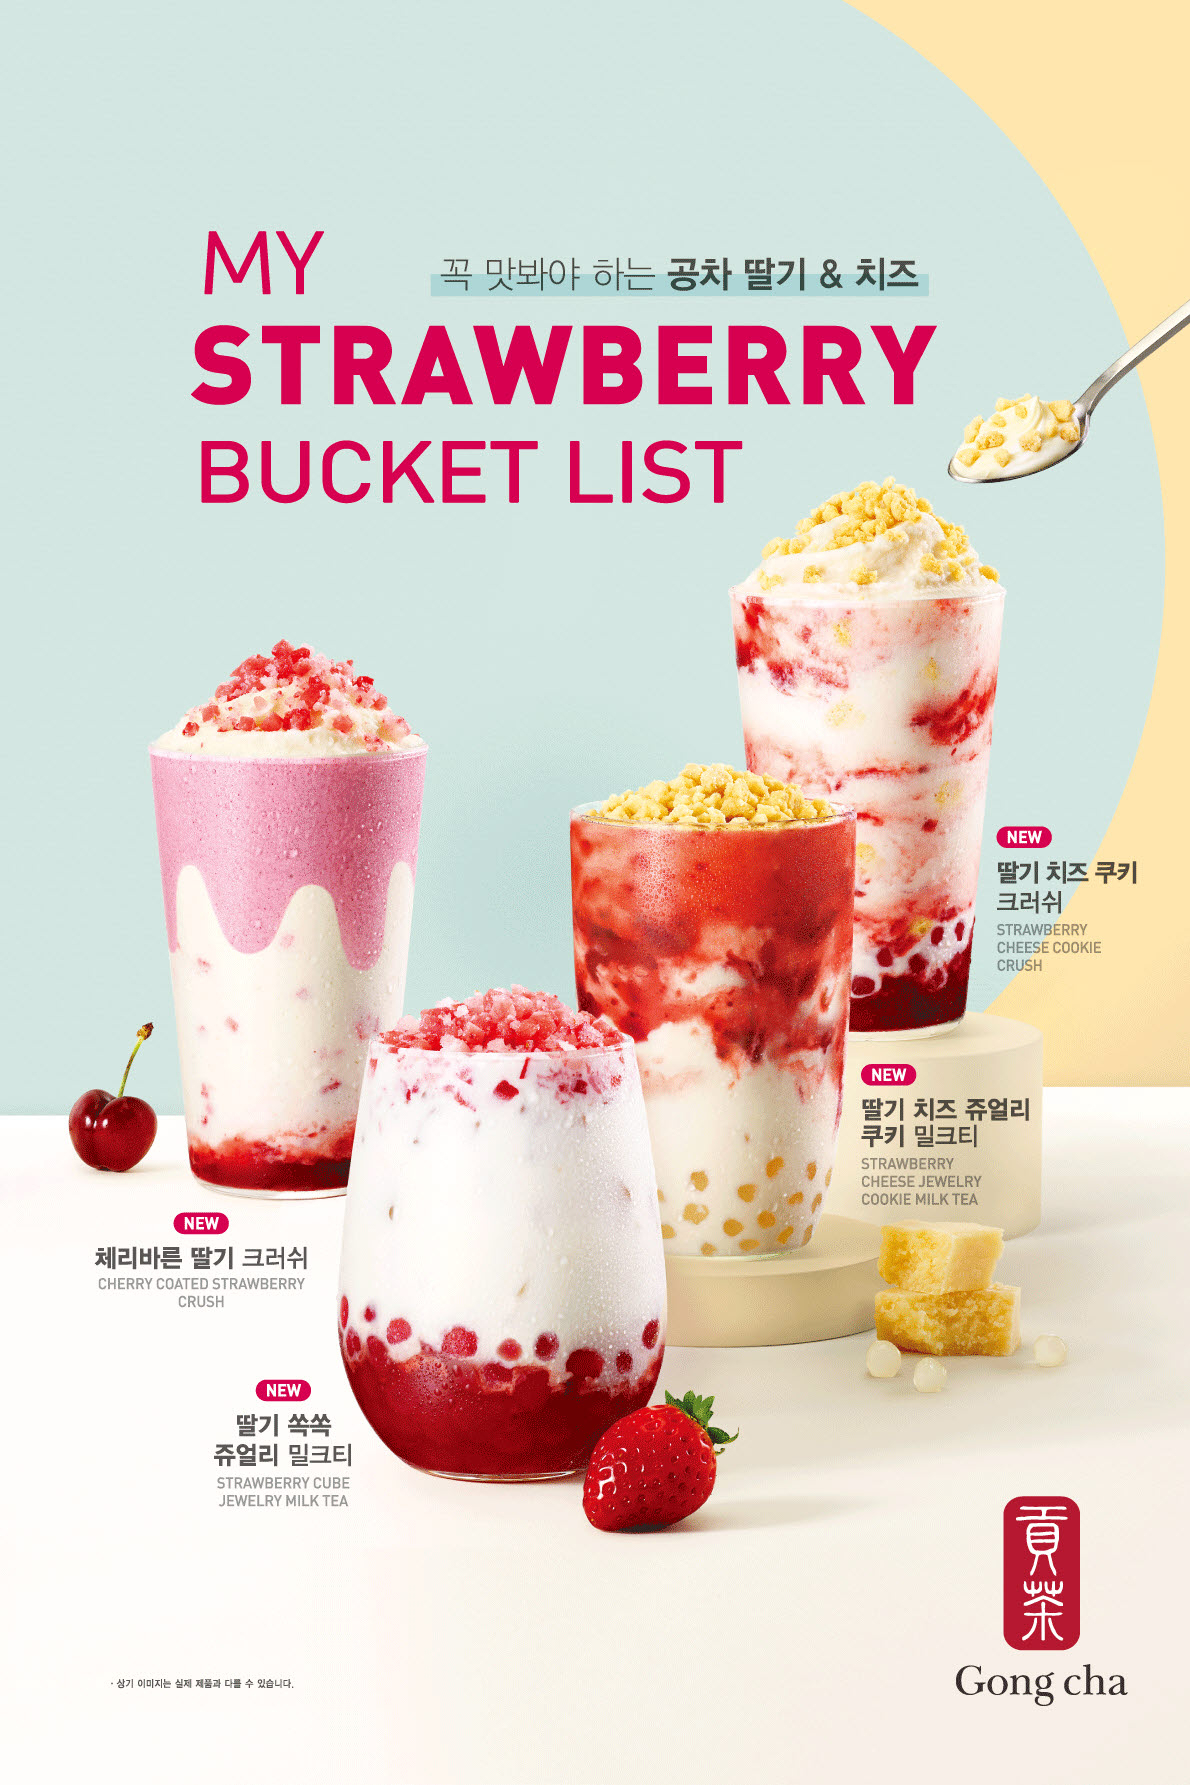 MY
꼭 맛봐야 하는 공차 딸기 & 치즈
STRAWBERRY
BUCKET LIST
NEW
딸기 치즈 쿠키
크러쉬
STRAWBERRY
CHEESE COOKIE
CRUSH
NEW
딸기 치즈 쥬얼리
쿠키 밀크티
STRAWBERRY
CHEESE JEWELRY
COOKIE MILK TEA
NEW
체리바른 딸기 크러쉬
CHERRY COATED STRAWBERRY
CRUSH
NEW
딸기 쏙쏙
쥬얼리 밀크티
STRAWBERRY CUBE
JEWELRY MILK TEA
貢茶
Gong cha
· 상기 이미지는 실제 제품과 다를 수 있습니다.